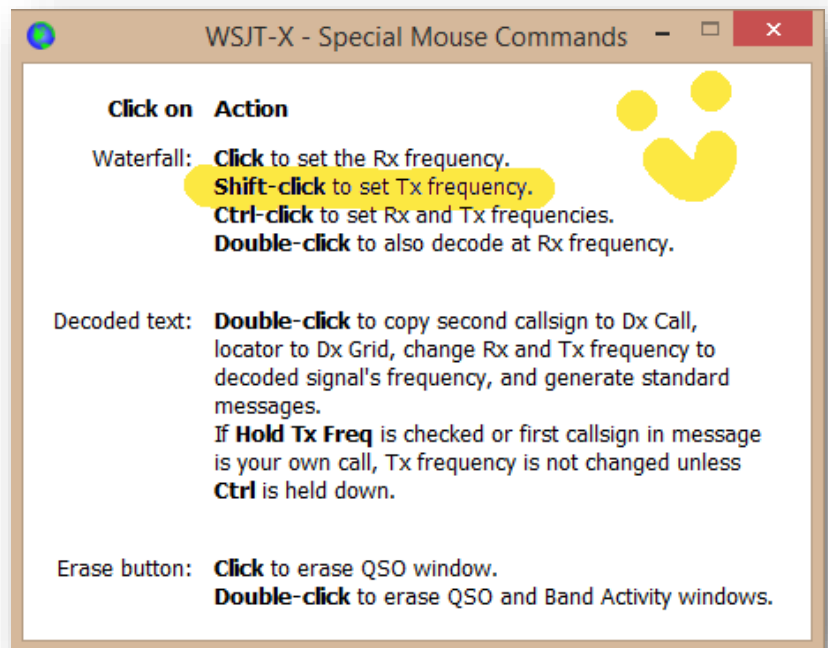 WSJT-X - Special Mouse Commands
Click on Action
Waterfall: Click to set the Rx frequency.
Shift-click to set Tx frequency.
Ctrl-click to set Rx and Tx frequencies.
Double-click to also decode at Rx frequency.
Decoded text: Double-click to copy second callsign to Dx Call,
locator to Dx Grid, change Rx and Tx frequency to
decoded signal's frequency, and generate standard
messages.
If Hold Tx Freq is checked or first callsign in message
is your own call, Tx frequency is not changed unless
Ctrl is held down.
Erase button: Click to erase QSO window.
Double-click to erase QSO and Band Activity windows.